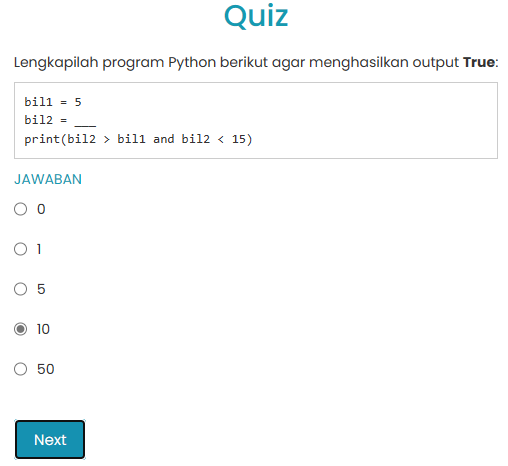 Quiz
Lengkapilah program Python berikut agar menghasilkan output True:
bil1 = 5
bil2 = ___
print(bil2 > bil1 and bil2 < 15)
JAWABAN
0
1
5
10
50
Next